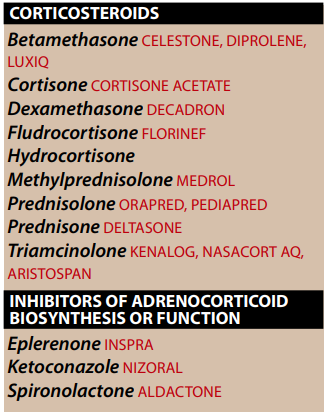 CORTICOSTEROIDS
Betamethasone CELESTONE, DIPROLENE,
LUXIQ
Cortisone CORTISONE ACETATE
Dexamethasone DECADRON
Fludrocortisone FLORINEF
Hydrocortisone
Methylprednisolone MEDROL
Prednisolone ORAPRED, PEDIAPRED
Prednisone DELTASONE
Triamcinolone KENALOG, NASACORT AQ,
ARISTOSPAN
INHIBITORS OF ADRENOCORTICOID
BIOSYNTHESIS OR FUNCTION
Eplerenone INSPRA
Ketoconazole NIZORAL
Spironolactone ALDACTONE